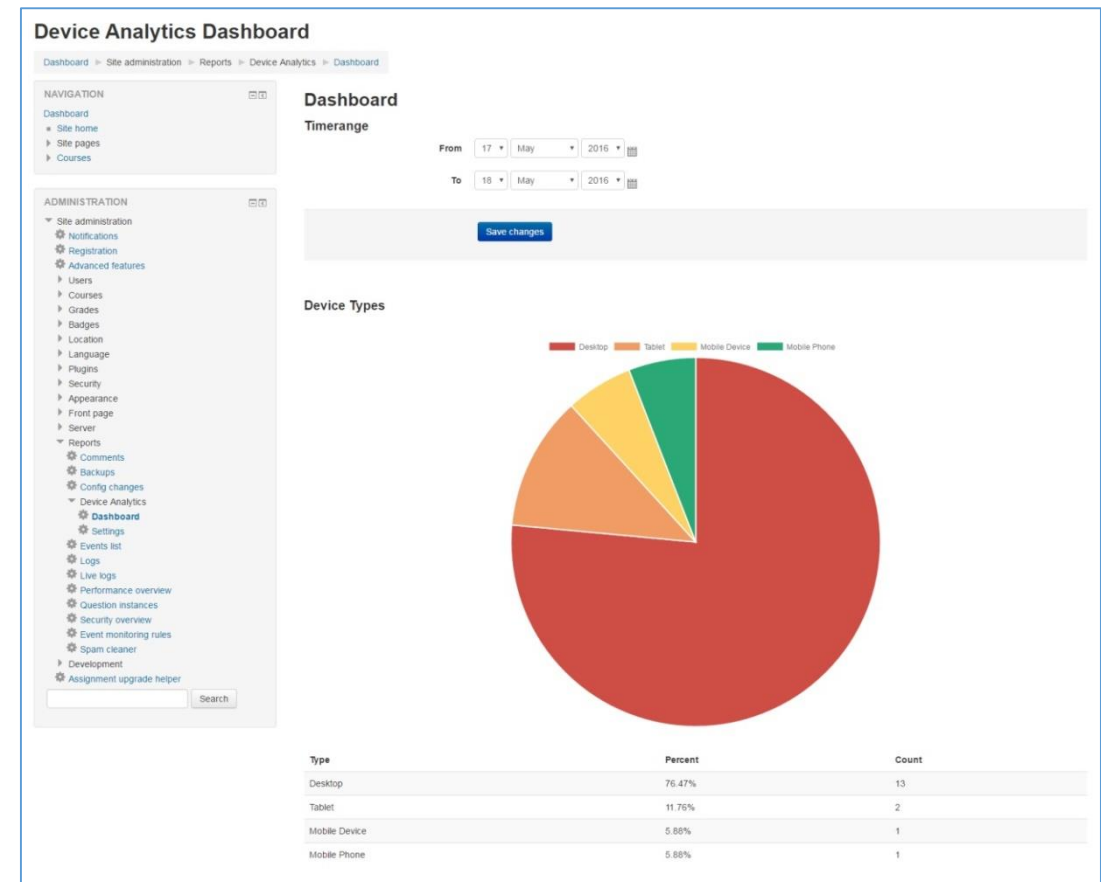 Device Analytics Dashboard
Dashboard Site administration Reports Device Analytics Dashboard
NAVIGATION
Dashboard
Site home
Site pages
Courses
ADMINISTRATION
Site administration
Notifications
Registration
Advanced features
Users
Courses
Grades
Badges
Location
Language
Plugins
Security
Appearance
Front page
Server
Reports
Comments
Backups
Config changes
Device Analytics
Dashboard
Settings
Events list
Logs
Live logs
Performance overview
Question instances
Security overview
Event monitoring rules
Spam cleaner
Development
Assignment upgrade helper
Search
Dashboard
Timerange
From 17 May 2016
To 18 May 2016
Save changes
Device Types
Desktop Tablet Mobile Device Mobile Phone
Type Percent Count
Desktop 76.47% 13
Tablet 11.76% 2
Mobile Device 5.88% 1
Mobile Phone 5.88% 1